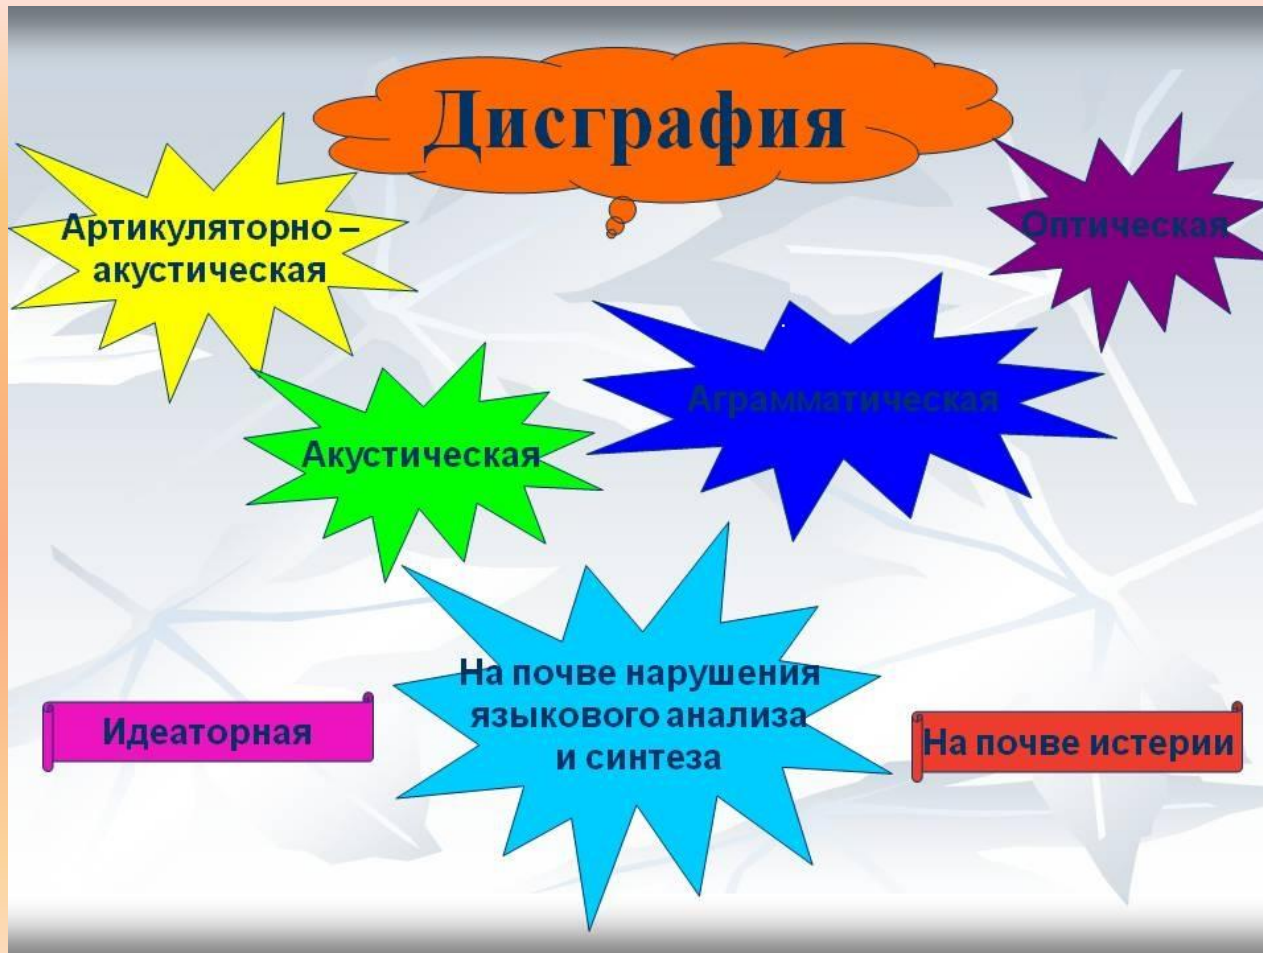 Дисграфия
Артикуляторно –
акустическая
Оптическая
Аграмматическая
Акустическая
На почве нарушения
языкового анализа
и синтеза
Идеаторная
На почве истерии